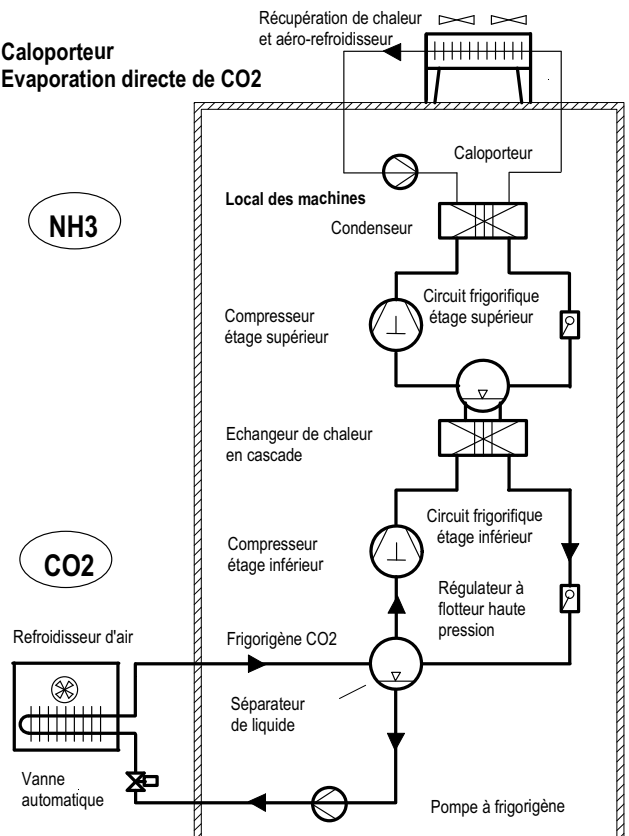 Récupération de chaleur
et aéro-refroidisseur
Caloporteur
Evaporation directe de CO2
Caloporteur
Local des machines
NH3
Condenseur
Circuit frigorifique
étage supérieur
Compresseur
étage supérieur
Echangeur de chaleur
en cascade
Circuit frigorifique
étage inférieur
Compresseur
étage inférieur
CO2
Régulateur à
flotteur haute
pression
Refroidisseur d'air
Frigorigène CO2
Séparateur
de liquide
Vanne
automatique
Pompe à frigorigène